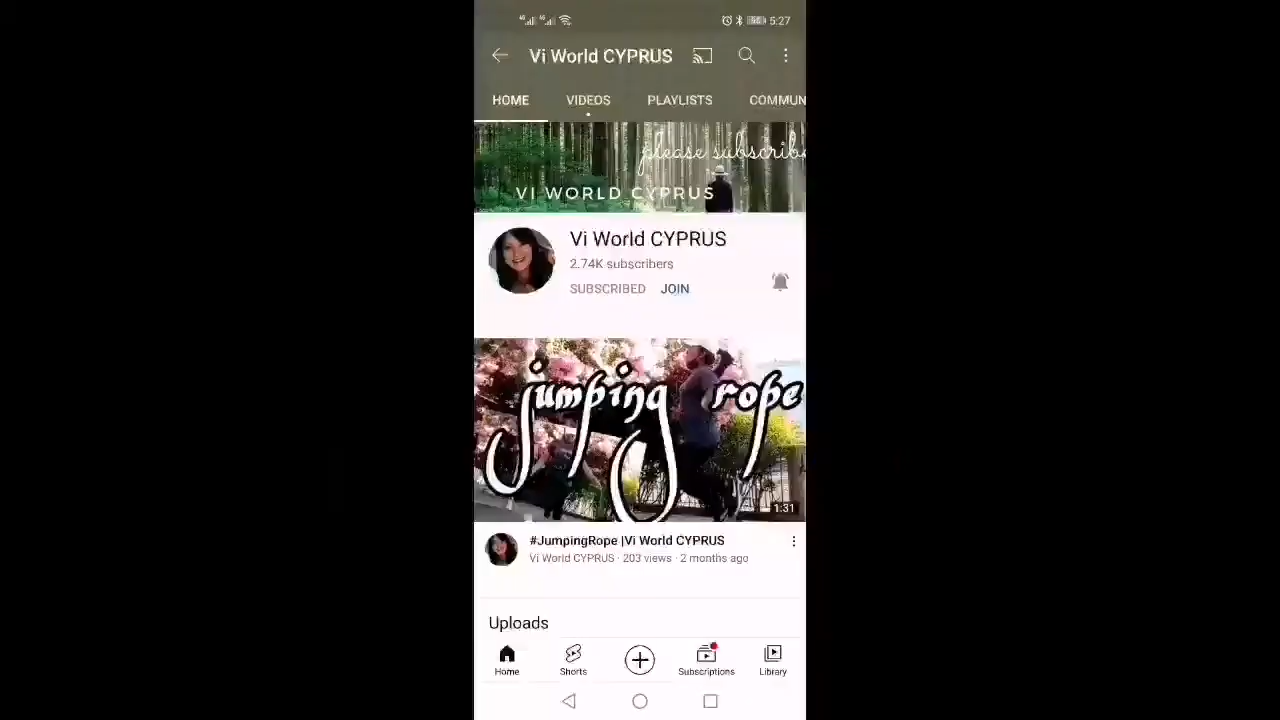 5:27
Vi World CYPRUS
HOME VIDEOS PLAYLISTS COMMUN
please subscribe
VI WORLD CYPRUS
Vi World CYPRUS
2.74K subscribers
SUBSCRIBED JOIN
jumping rope
1:31
#JumpingRope |Vi World CYPRUS
Vi World CYPRUS · 203 views · 2 months ago
Uploads
Home Shorts Subscriptions Library